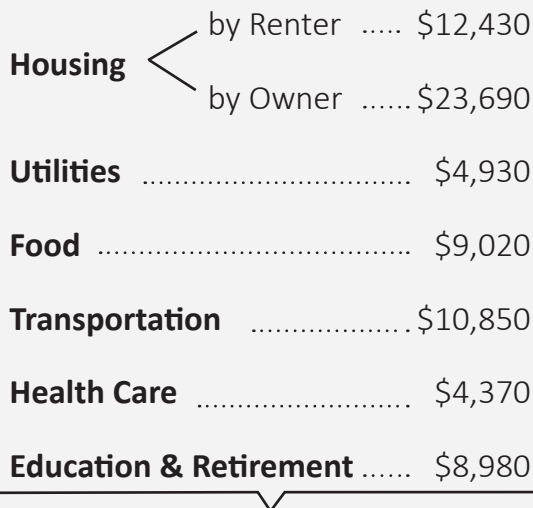 by Renter ..... $12,430
Housing
by Owner ...... $23,690
Utilities ................................ $4,930
Food ..................................... $9,020
Transportation ................... $10,850
Health Care ......................... $4,370
Education & Retirement ...... $8,980